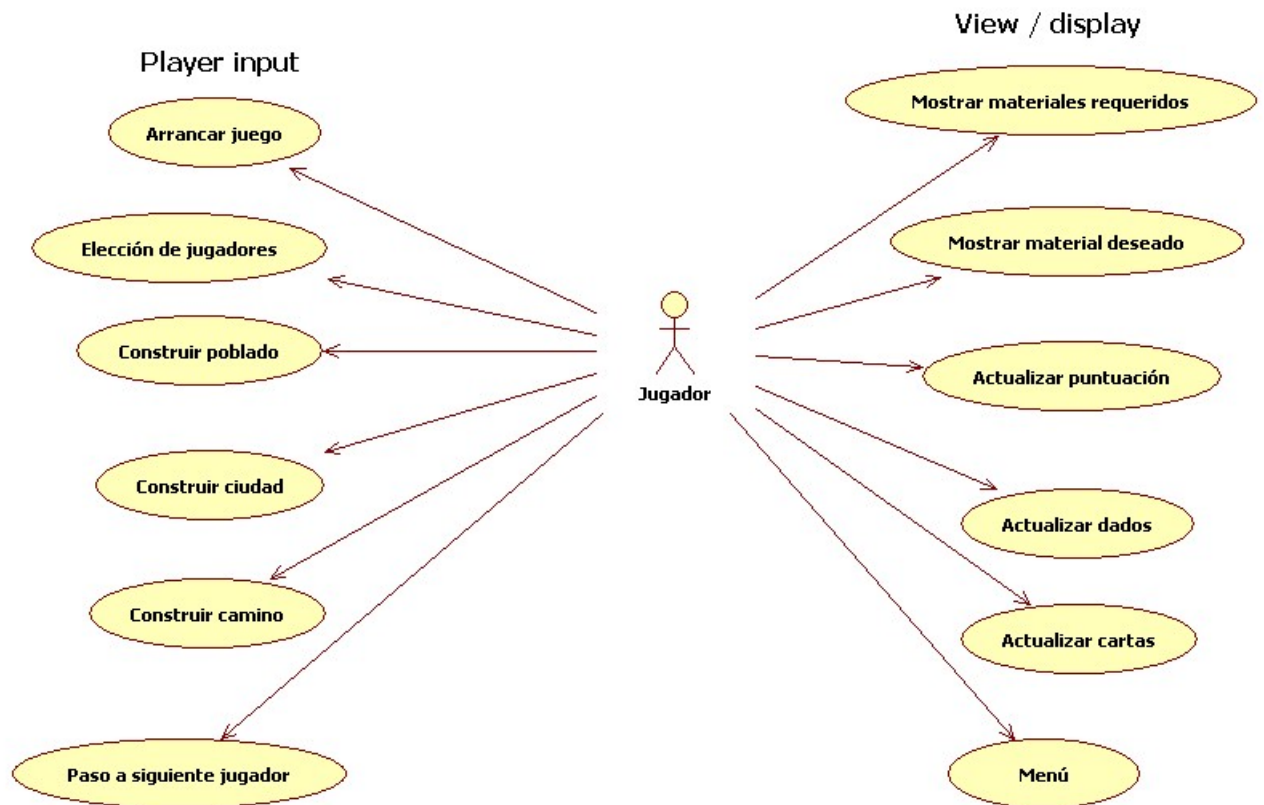 View / display
Player input
Mostrar materiales requeridos
Arrancar juego
Elección de jugadores
Mostrar material deseado
Construir poblado
Jugador
Actualizar puntuación
Construir ciudad
Actualizar dados
Construir camino
Actualizar cartas
Paso a siguiente jugador
Menú